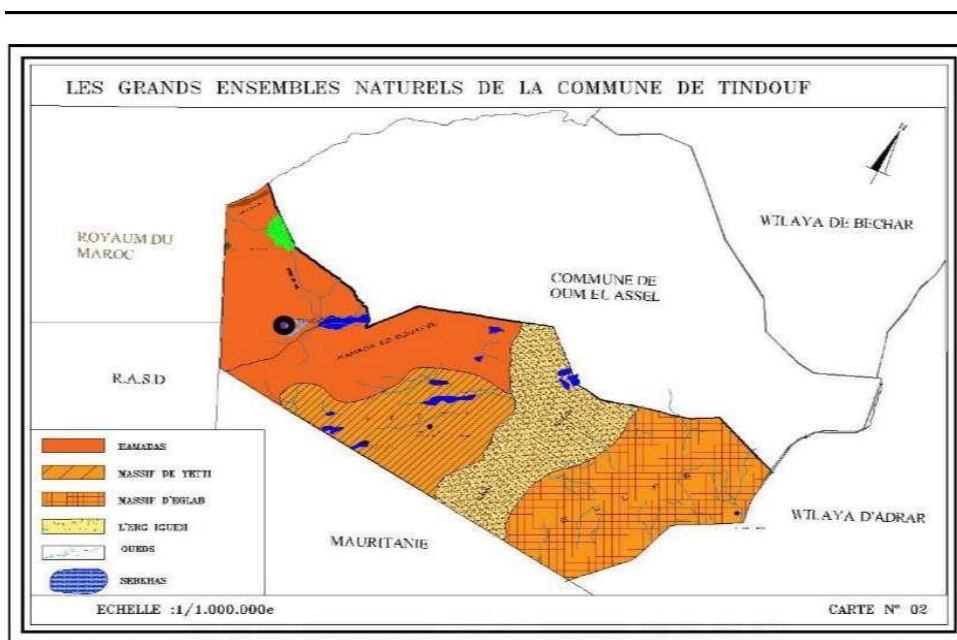 LES GRANDS ENSEMBLES NATURELS DE LA COMMUNE DE TINDOUF
N
ROYAUM DU
MAROC
WILAYA DE BECHAR
COMMUNE DE
OUM EL ASSEL
R.A.S.D
HAMADA
HAMADAS
MASSIF DE YETTI
MASSIF D'EGLAB
L'ERG IGUEDI
OUEDS
SEBKHAS
MAURITANIE
WILAYA D'ADRAR
ECHELLE :1/1.000.000e
CARTE N° 02